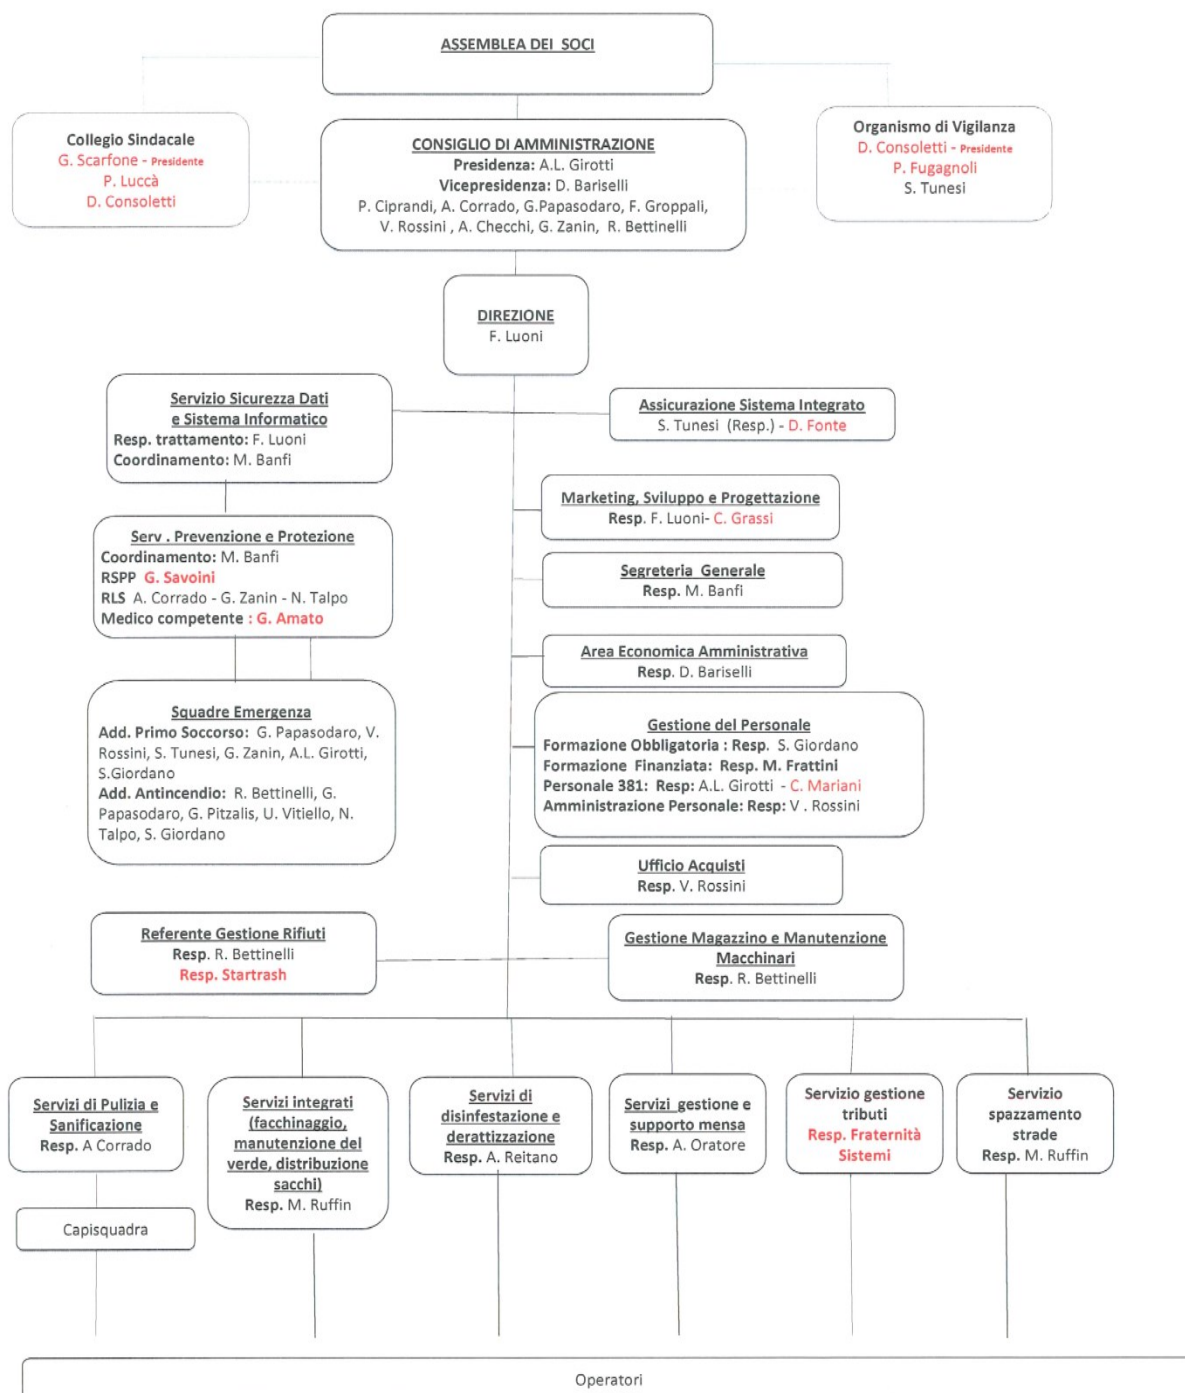 ASSEMBLEA DEI SOCI
Collegio Sindacale
G. Scarfone - Presidente
P. Luccà
D. Consoletti
CONSIGLIO DI AMMINISTRAZIONE
Presidenza: A.L. Girotti
Vicepresidenza: D. Bariselli
P. Ciprandi, A. Corrado, G.Papasodaro, F. Groppali,
V. Rossini , A. Checchi, G. Zanin, R. Bettinelli
Organismo di Vigilanza
D. Consoletti - Presidente
P. Fugagnoli
S. Tunesi
DIREZIONE
F. Luoni
Servizio Sicurezza Dati
e Sistema Informatico
Resp. trattamento: F. Luoni
Coordinamento: M. Banfi
Assicurazione Sistema Integrato
S. Tunesi (Resp.) - D. Fonte
Marketing, Sviluppo e Progettazione
Resp. F. Luoni- C. Grassi
Serv . Prevenzione e Protezione
Coordinamento: M. Banfi
RSPP G. Savoini
RLS A. Corrado - G. Zanin - N. Talpo
Medico competente : G. Amato
Segreteria Generale
Resp. M. Banfi
Area Economica Amministrativa
Resp. D. Bariselli
Squadre Emergenza
Add. Primo Soccorso: G. Papasodaro, V.
Rossini, S. Tunesi, G. Zanin, A.L. Girotti,
S.Giordano
Add. Antincendio: R. Bettinelli, G.
Papasodaro, G. Pitzalis, U. Vitiello, N.
Talpo, S. Giordano
Gestione del Personale
Formazione Obbligatoria : Resp. S. Giordano
Formazione Finanziata: Resp. M. Frattini
Personale 381: Resp: A.L. Girotti - C. Mariani
Amministrazione Personale: Resp: V . Rossini
Ufficio Acquisti
Resp. V. Rossini
Referente Gestione Rifiuti
Resp. R. Bettinelli
Resp. Startrash
Gestione Magazzino e Manutenzione
Macchinari
Resp. R. Bettinelli
Servizi di Pulizia e
Sanificazione
Resp. A Corrado
Servizi integrati
(facchinaggio,
manutenzione del
verde, distribuzione
sacchi)
Resp. M. Ruffin
Servizi di
disinfestazione e
derattizzazione
Resp. A. Reitano
Servizi gestione e
supporto mensa
Resp. A. Oratore
Servizio gestione
tributi
Resp. Fraternità
Sistemi
Servizio
spazzamento
strade
Resp. M. Ruffin
Capisquadra
Operatori